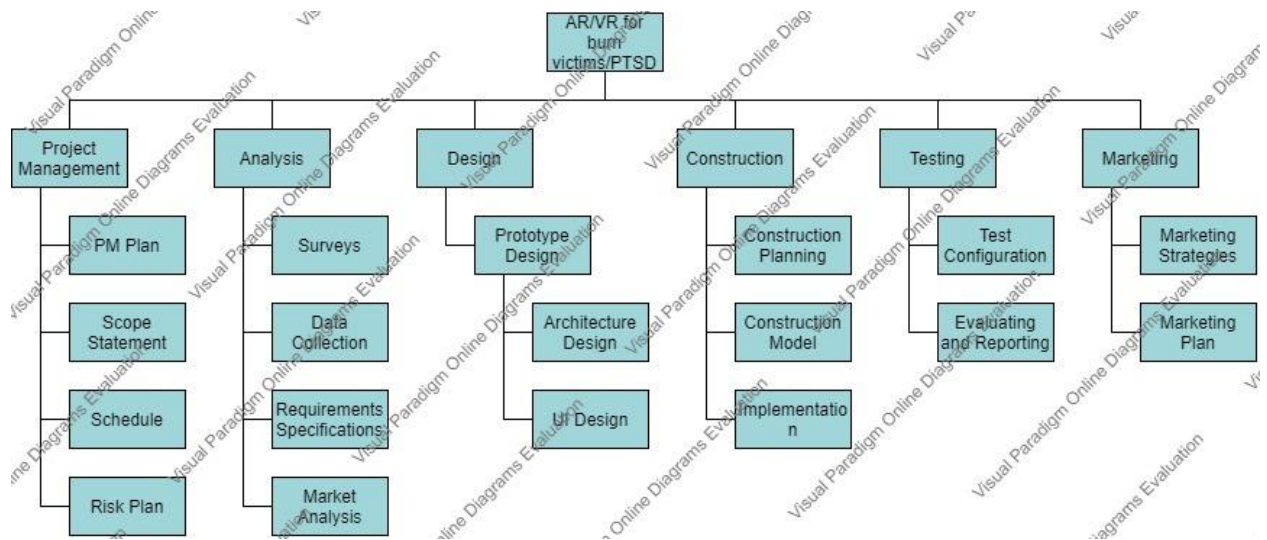 AR/VR for
burn
victims/PTSD
Project
Management
Analysis
Design
Construction
Testing
Marketing
PM Plan
Surveys
Prototype
Design
Construction
Planning
Test
Configuration
Marketing
Strategies
Scope
Statement
Data
Collection
Architecture
Design
Construction
Model
Evaluating
and Reporting
Marketing
Plan
Schedule
Requirements
Specifications
UI Design
Implementatio
n
Risk Plan
Market
Analysis
Visual Paradigm Online Diagrams Evaluation